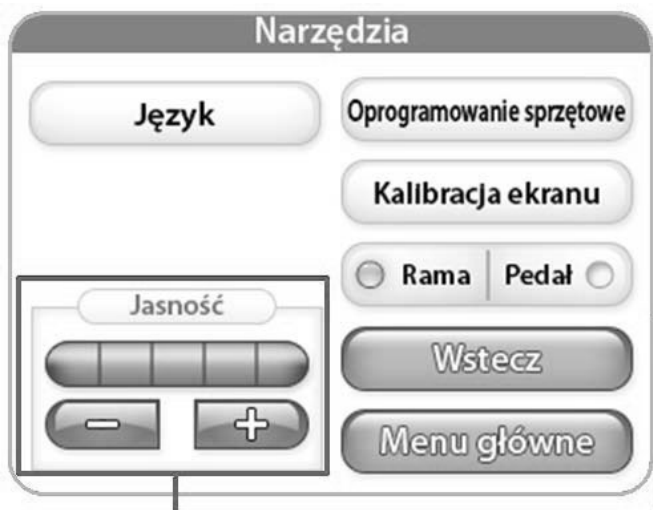 Narzędzia
Język
Oprogramowanie sprzętowe
Kalibracja ekranu
Rama Pedał
Jasność
Wstecz
Menu główne